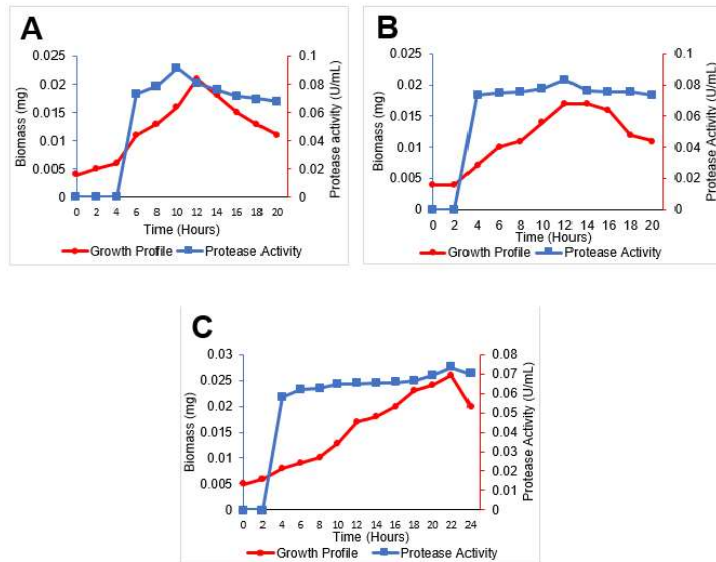 A
Biomass (mg)
0.025
0.02
0.015
0.01
0.005
0
0.1
0.08
0.06
0.04
0.02
0
Protease activity (U/mL)
0 2 4 6 8 10 12 14 16 18 20
Time (Hours)
Growth Profile Protease Activity
B
Biomass (mg)
0.025
0.02
0.015
0.01
0.005
0
0.1
0.08
0.06
0.04
0.02
0
Protease Activity (U/mL)
0 2 4 6 8 10 12 14 16 18 20
Time (Hours)
Growth Profile Protease Activity
C
Biomass (mg)
0.03
0.025
0.02
0.015
0.01
0.005
0
0.08
0.07
0.06
0.05
0.04
0.03
0.02
0.01
0
Protease Activity (U/mL)
0 2 4 6 8 10 12 14 16 18 20 22 24
Time (Hours)
Growth Profile Protease Activity